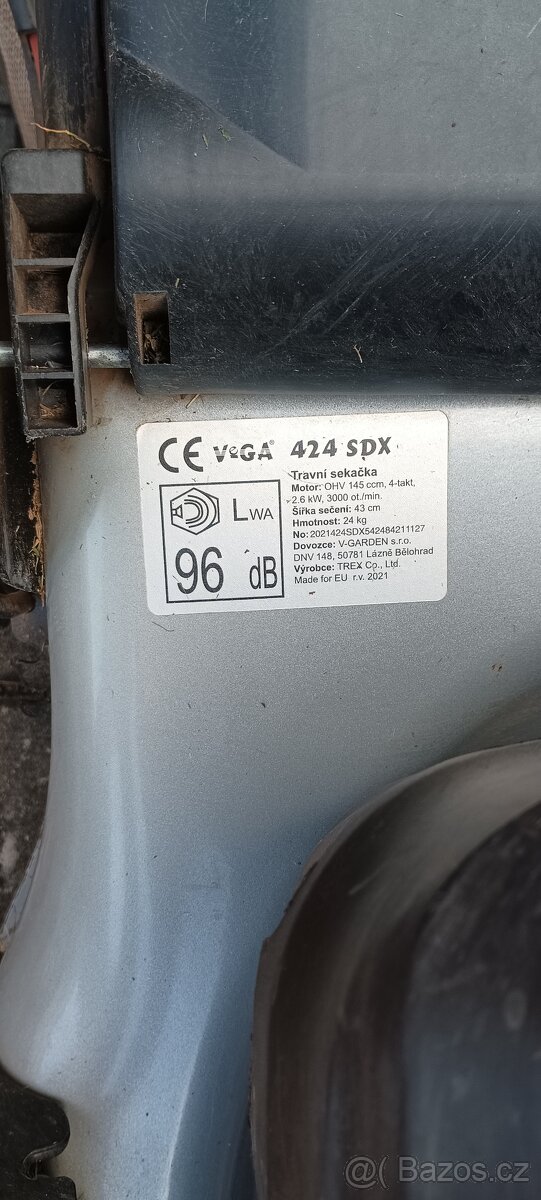 CE VeGA® 424 SDX
Travní sekačka
Motor: OHV 145 ccm, 4-takt,
2.6 kW, 3000 ot./min.
Šířka sečení: 43 cm
Hmotnost: 24 kg
No: 2021424SDX542484211127
Dovozce: V-GARDEN s.r.o.
DNV 148, 50781 Lázně Bělohrad
Výrobce: TREX Co., Ltd.
Made for EU r.v. 2021
LWA
96 dB
@ Bazos.cz